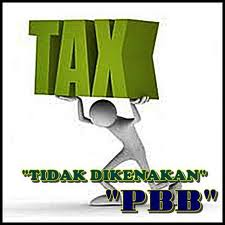 TAX
"TIDAK DIKENAKAN"
"PBB"